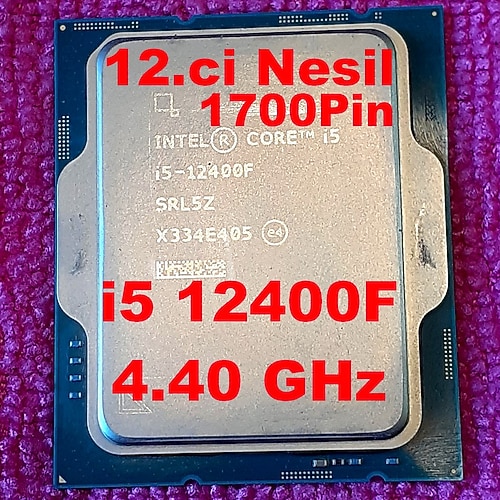 12.ci Nesil
1700Pin
INTEL® CORE™ i5
i5-12400F
SRL5Z
X334E405 e4
i5 12400F
4.40 GHz